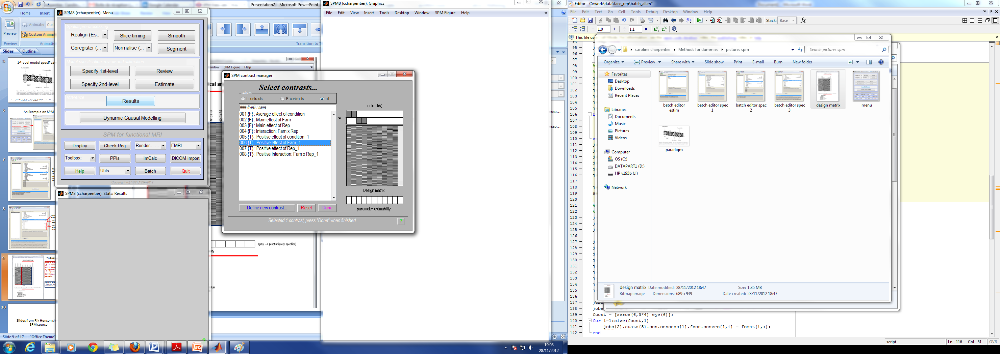 Presentation2 - Microsoft PowerPoint
Home
Insert
Preview
Animate:
Custom Animat
Preview
Animatic
Transition to T
Slides
Outline
5
1st level model specificat
6
An Example on SPM
7
8
9
10
Slides from Rik Henson sh
SPM course
Slide 9 of 17
"Office Theme"
SPM8 (ccharpentier): Menu
Spatial pre-processing
Realign (Es...
Slice timing
Smooth
Coregister (...
Normalise (...
Segment
Model specification, review and estimation
Specify 1st-level
Review
Specify 2nd-level
Estimate
Inference
Results
Dynamic Causal Modelling
SPM for functional MRI
Display
Check Reg
Render... ...
FMRI
Toolbox:
PPIs
ImCalc
DICOM Import
Help
Utils...
Batch
Quit
Copyright (c) 1991,1994-2012
SPM8 (ccharpentier): Stats: Results
indow SPM Figure Help
ical an
(gray → β not uniquely specified)
SPM contrast manager
Select contrasts...
show
t-contrasts
F-contrasts
all
### {type} : name
001 {F} : Average effect of condition
002 {F} : Main effect of Fam
003 {F} : Main effect of Rep
004 {F} : Interaction: Fam x Rep
005 {T} : Positive effect of condition_1
006 {T} : Positive effect of Fam_1
007 {T} : Positive effect of Rep_1
008 {T} : Positive Interaction: Fam x Rep_1
contrast(s)
6
Design matrix
parameter estimability
Define new contrast...
Reset
Done
Selected 1 contrast, press "Done" when finished.
?
SPM8 (ccharpentier): Graphics
File Edit View Insert Tools Desktop Window SPM Figure Help
19:08
28/11/2012
Editor - C:\work\data\face_rep\batch_all.m*
File Edit Text Go Cell Tools Debug Desktop Window Help
Stack: Base
fx
1.0
1.1
This file use
caroline charpentier
Methods for dummies
pictures spm
Search pictures spm
Organize
Preview
Share with
Slide show
Print
E-mail
Burn
New folder
Favorites
Desktop
Downloads
Recent Places
Libraries
Documents
Music
Pictures
Videos
Computer
OS (C:)
DATAPART1 (D:)
HP v195b (J:)
Network
batch editor estim
batch editor spec 1
batch editor spec 2
batch editor spec 3
design matrix
menu
paradigm
design matrix Date modified: 28/11/2012 18:47
Size: 1.85 MB
Bitmap image
Dimensions: 689 x 939
Date created: 28/11/2012 18:47
94
95
96
97
98
99
100
101
102
103
104
105
106
107
108
109
110
111
112
113
114
115
116
117
118
119
120
121
122
123
124
125
126
127
128
129
130
131
132
133
134
135
136
137 jobs
138 jobs
139 fcont = [zeros(6,3*4) eye(6)];
140 for i=1:size(fcont,1)
141 jobs{2}.stats{5}.con.consess{1}.fcon.convec{1,i} = fcont(i,:);
142 end
script
Ln 116 Col 51 OVR